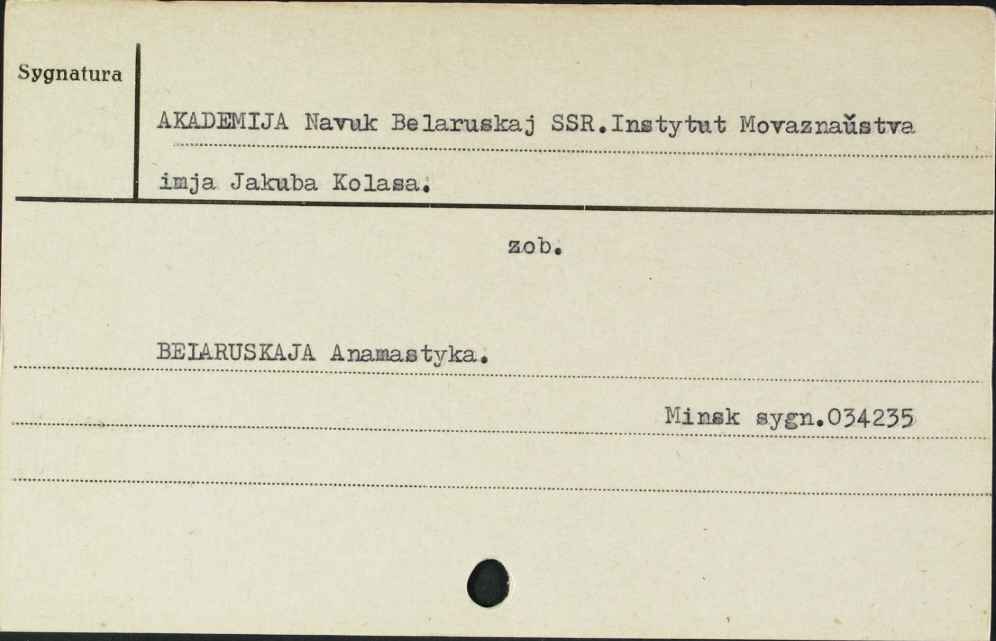 Sygnatura
AKADEMIJA Navuk Belaruskaj SSR.Instytut Movaznaŭstva
imja Jakuba Kolasa.
zob.
BEIARUSKAJA Anamastyka.
Minsk sygn.034235